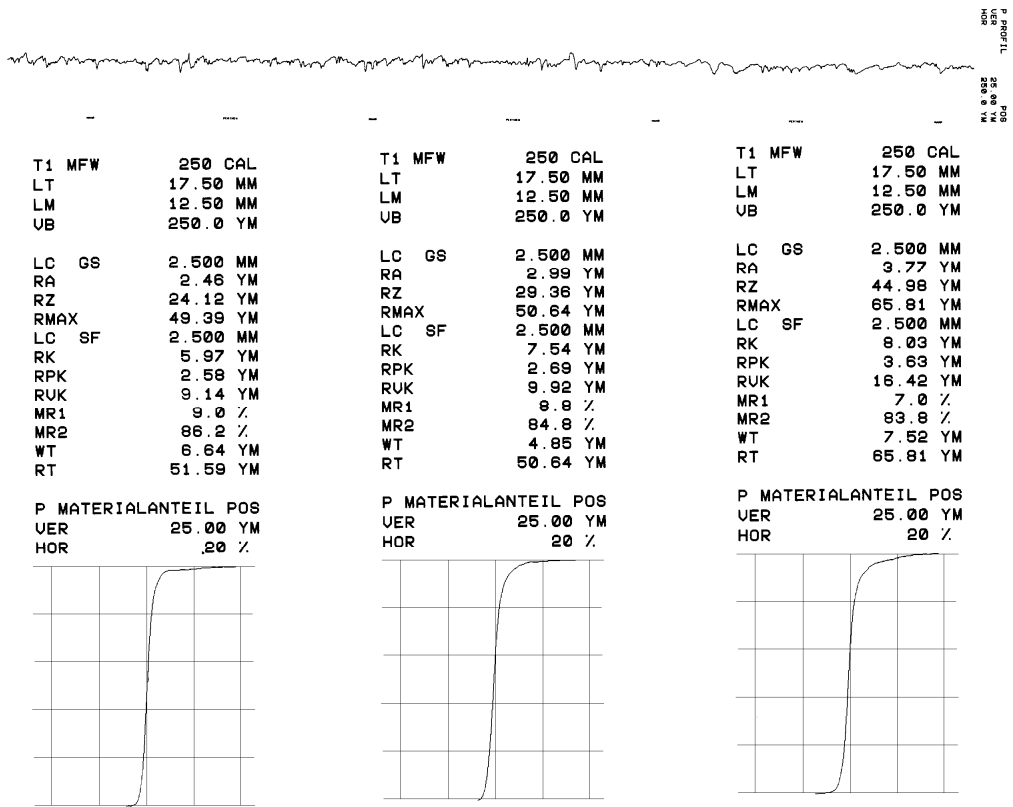 P PROFIL POS
VER 25.00 YM
HOR 250.0 YM
T1 MFW 250 CAL
LT 17.50 MM
LM 12.50 MM
VB 250.0 YM
LC GS 2.500 MM
RA 2.46 YM
RZ 24.12 YM
RMAX 49.39 YM
LC SF 2.500 MM
RK 5.97 YM
RPK 2.58 YM
RVK 9.14 YM
MR1 9.0 %
MR2 86.2 %
WT 6.64 YM
RT 51.59 YM
P MATERIALANTEIL POS
VER 25.00 YM
HOR 20 %
T1 MFW 250 CAL
LT 17.50 MM
LM 12.50 MM
VB 250.0 YM
LC GS 2.500 MM
RA 2.99 YM
RZ 29.36 YM
RMAX 50.64 YM
LC SF 2.500 MM
RK 7.54 YM
RPK 2.69 YM
RVK 9.92 YM
MR1 8.8 %
MR2 84.8 %
WT 4.85 YM
RT 50.64 YM
P MATERIALANTEIL POS
VER 25.00 YM
HOR 20 %
T1 MFW 250 CAL
LT 17.50 MM
LM 12.50 MM
VB 250.0 YM
LC GS 2.500 MM
RA 3.77 YM
RZ 44.98 YM
RMAX 65.81 YM
LC SF 2.500 MM
RK 8.03 YM
RPK 3.63 YM
RVK 16.42 YM
MR1 7.0 %
MR2 83.8 %
WT 7.52 YM
RT 65.81 YM
P MATERIALANTEIL POS
VER 25.00 YM
HOR 20 %